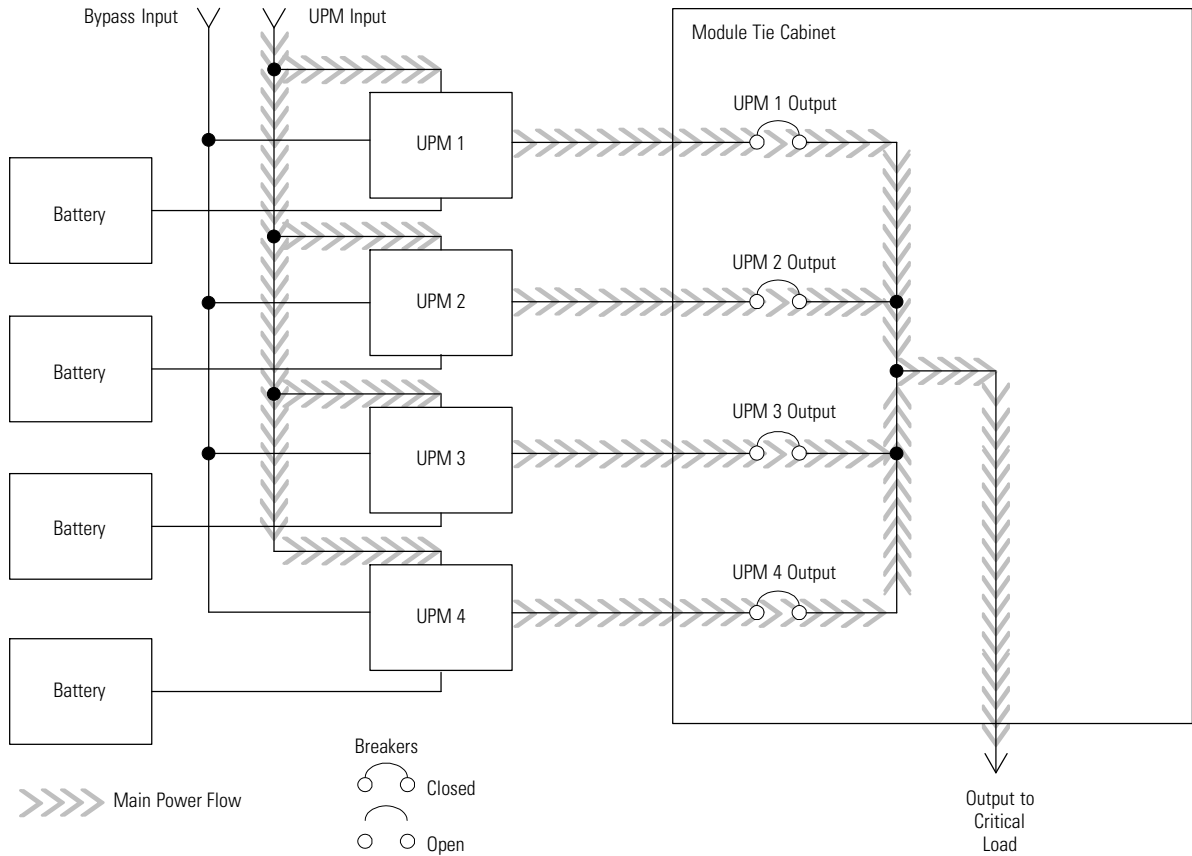 Bypass Input
UPM Input
Module Tie Cabinet
UPM 1 Output
UPM 1
Battery
UPM 2 Output
UPM 2
Battery
UPM 3 Output
UPM 3
Battery
UPM 4 Output
UPM 4
Battery
Breakers
Closed
Open
Main Power Flow
Output to
Critical
Load